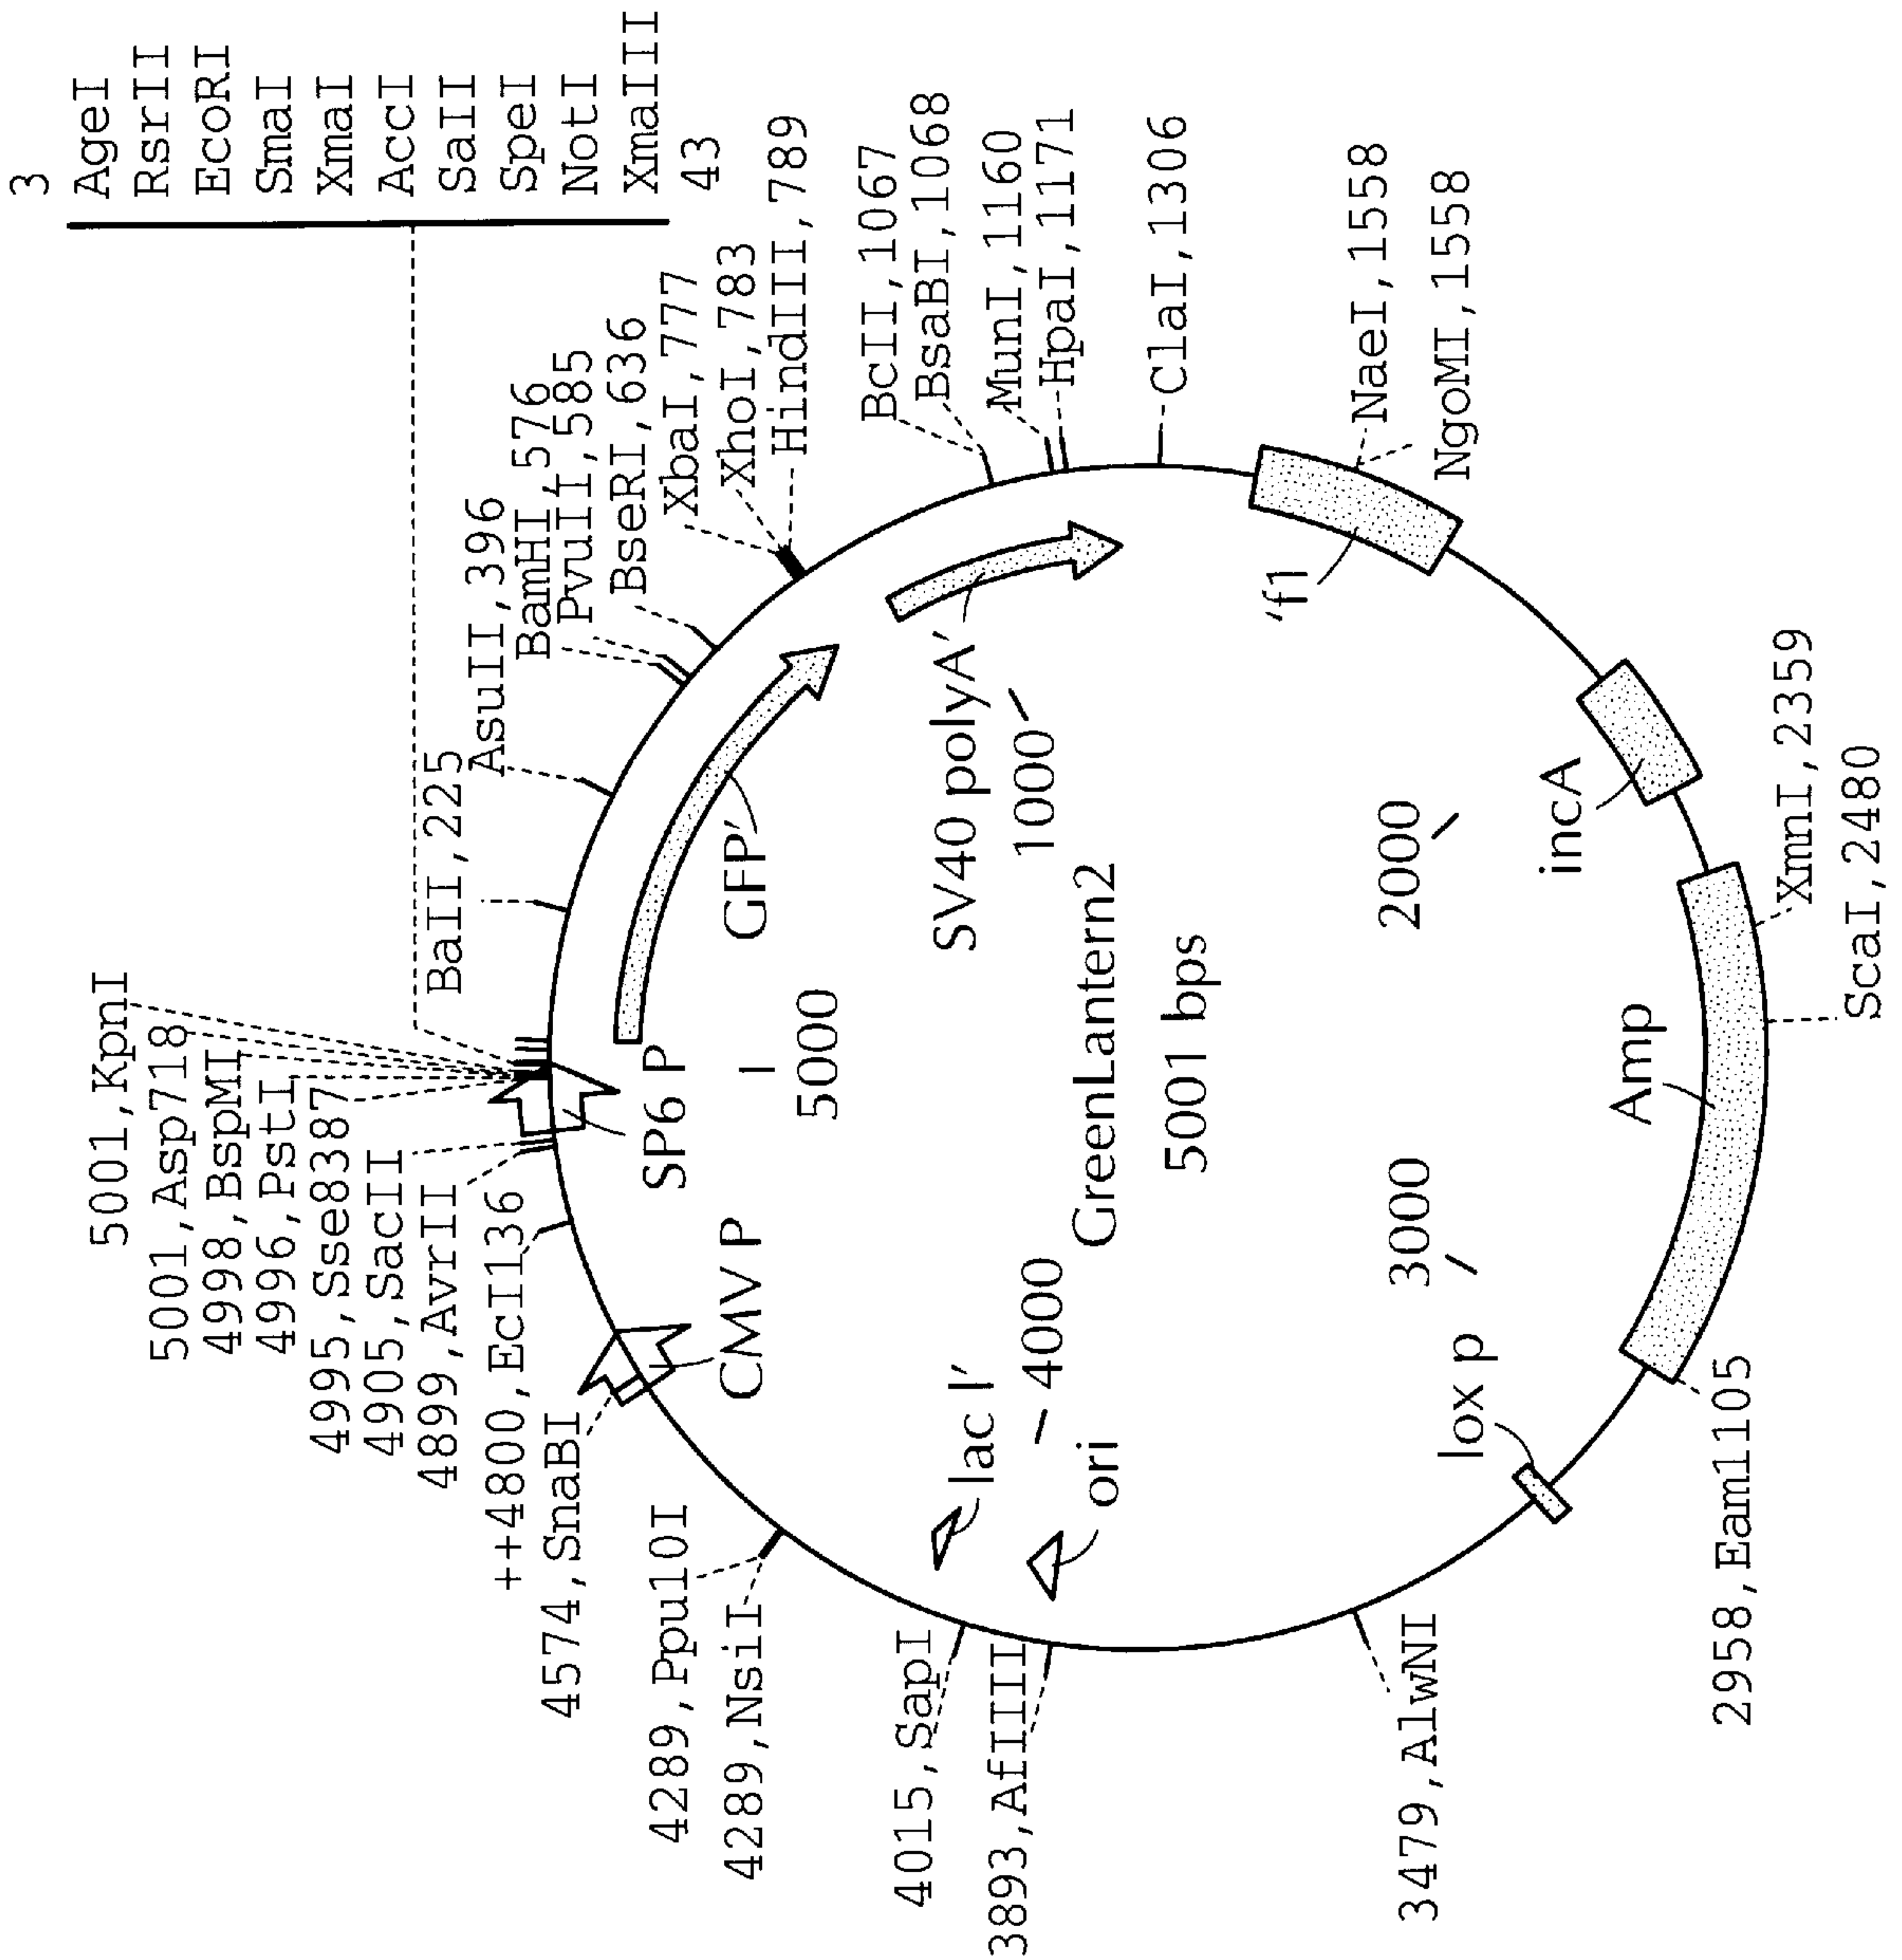 3
AgeI
RsrII
EcoRI
SmaI
XmaI
AccI
SalI
SpeI
NotI
XmaIII
43
5001,KpnI
5001,Asp718
4998,BspMI
4996,PstI
4995,Sse8387
4905,SacII
4899,AvrII
++4800,Ecl136
4574,SnaBI
4289,Ppu10I
4289,NsiI
4015,SapI
3893,AflIII
3479,AlwNI
2958,Eam1105
BalI,225
AsuII,396
BamHI,576
PvuII,585
BseRI,636
XbaI,777
XhoI,783
HindIII,789
BclI,1067
BsaBI,1068
MunI,1160
HpaI,1171
ClaI,1306
NaeI,1558
NgoMI,1558
XmnI,2359
ScaI,2480
SP6 P
CMV P
GFP'
SV40 polyA'
'f1
incA
Amp
lox p
ori
lac I'
5000
1000
2000
3000
4000
GreenLantern2
5001 bps